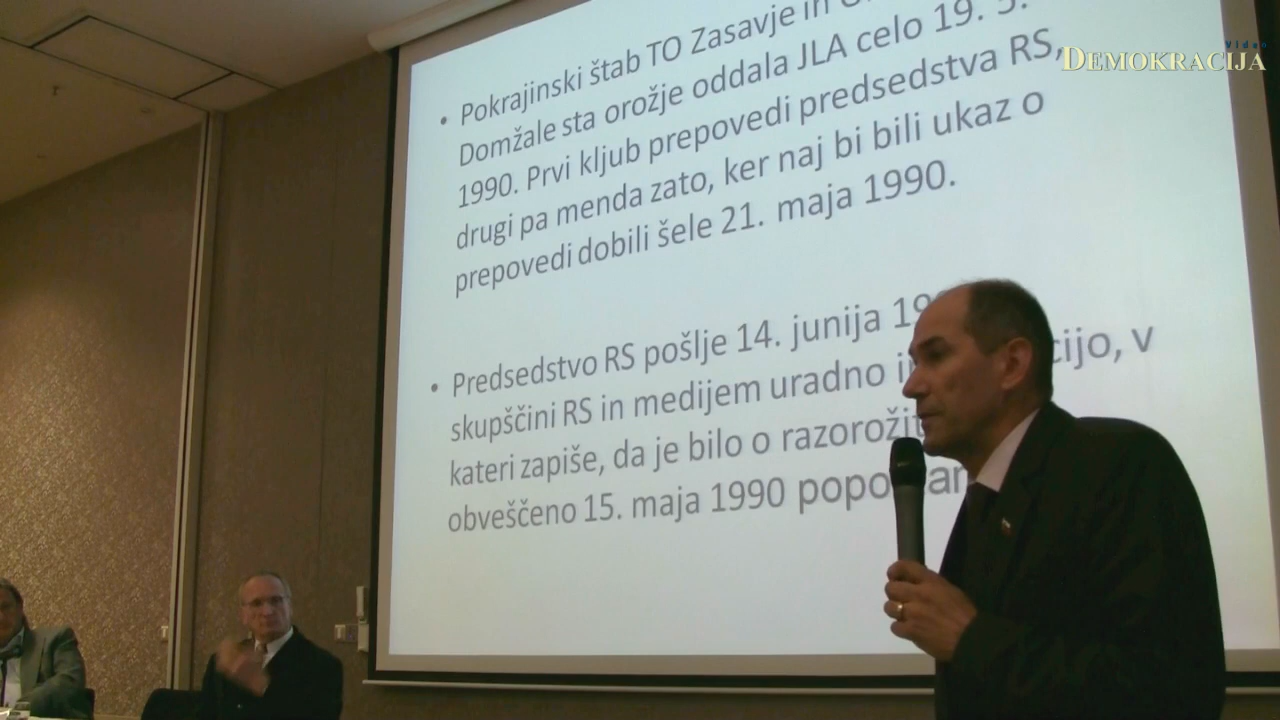 Video
DEMOKRACIJA
• Pokrajinski štab TO Zasavje in
Domžale sta orožje oddala JLA celo 19. 5.
1990. Prvi kljub prepovedi predsedstva RS,
drugi pa menda zato, ker naj bi bili ukaz o
prepovedi dobili šele 21. maja 1990.
• Predsedstvo RS pošlje 14. junija
skupščini RS in medijem uradno
kateri zapiše, da je bilo o
obveščeno 15. maja 1990
v